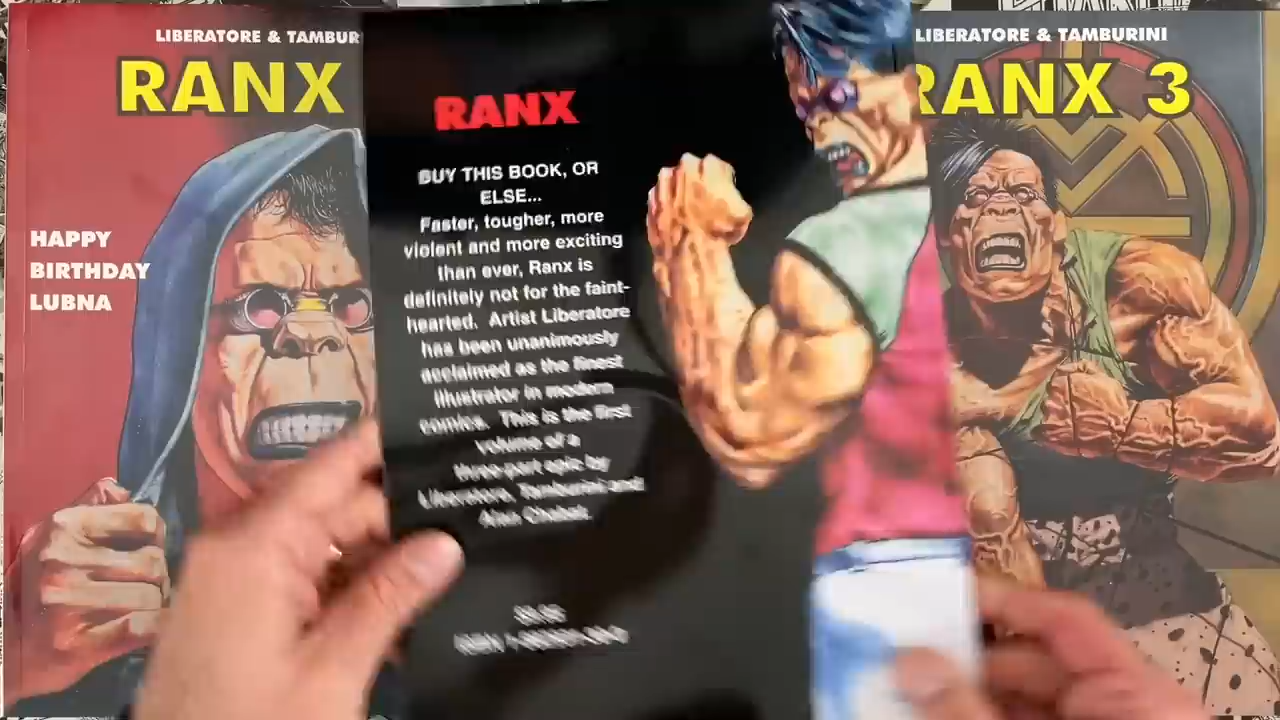 LIBERATORE & TAMBUR
RANX
HAPPY
BIRTHDAY
LUBNA
RANX
BUY THIS BOOK, OR
ELSE...
Faster, tougher, more
violent and more exciting
than ever, Ranx is
definitely not for the faint-
hearted. Artist Liberatore
has been unanimously
acclaimed as the finest
illustrator in modern
comics. This is the first
volume of a
three-part epic by
Liberatore, Tamburini and
Alan Chabat.
ISBN
LIBERATORE & TAMBURINI
RANX 3